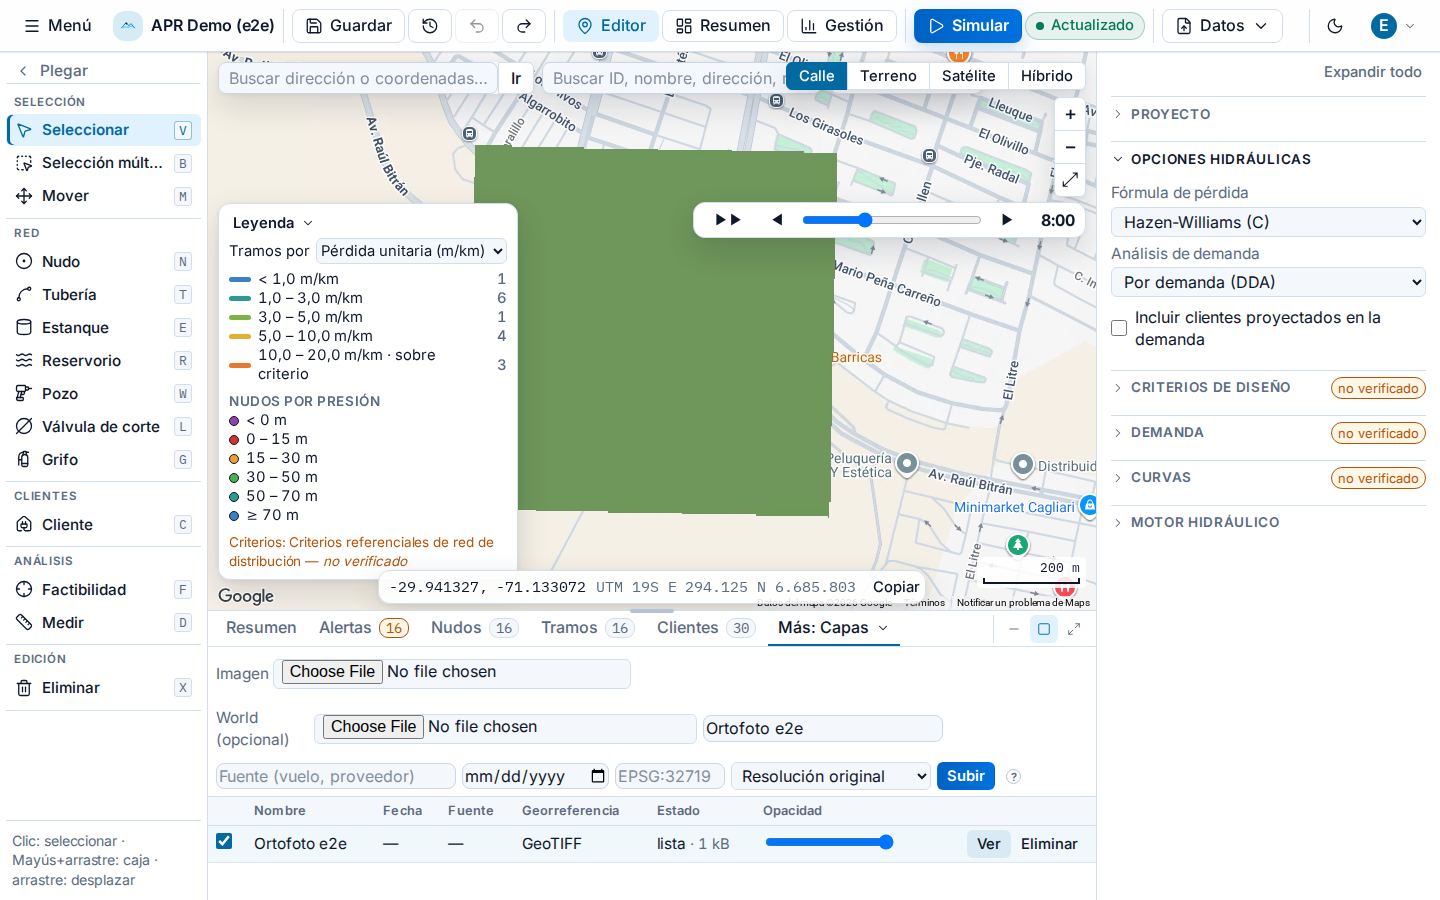 Menú
APR Demo (e2e)
Guardar
Editor
Resumen
Gestión
Simular
Actualizado
Datos
E
Plegar
SELECCIÓN
Seleccionar V
Selección múlt... B
Mover M
RED
Nudo N
Tubería T
Estanque E
Reservorio R
Pozo W
Válvula de corte L
Grifo G
CLIENTES
Cliente C
ANÁLISIS
Factibilidad F
Medir D
EDICIÓN
Eliminar X
Clic: seleccionar ·
Mayús+arrastre: caja ·
arrastre: desplazar
Buscar dirección o coordenadas...
Ir
Buscar ID, nombre, dirección,
Calle
Terreno
Satélite
Híbrido
+
−
Algarrobo
Av. Raúl Bitrán
Los Girasoles
Lleuque
El Olivillo
Pje. Radal
Mario Peña Carreño
Barricas
El Litre
Peluquería
Y Estética
Av. Raúl Bitrán
Distribuid
Minimarket Cagliari
El Litre
8:00
Leyenda
Tramos por Pérdida unitaria (m/km)
< 1,0 m/km 1
1,0 – 3,0 m/km 6
3,0 – 5,0 m/km 1
5,0 – 10,0 m/km 4
10,0 – 20,0 m/km · sobre criterio 3
NUDOS POR PRESIÓN
< 0 m
0 – 15 m
15 – 30 m
30 – 50 m
50 – 70 m
≥ 70 m
Criterios: Criterios referenciales de red de
distribución — no verificado
200 m
-29.941327, -71.133072 UTM 19S E 294.125 N 6.685.803 Copiar
Google
Términos
Notificar un problema de Maps
Resumen
Alertas 16
Nudos 16
Tramos 16
Clientes 30
Más: Capas
Imagen Choose File No file chosen
World
(opcional)
Choose File No file chosen
Ortofoto e2e
Fuente (vuelo, proveedor)
mm/dd/yyyy
EPSG:32719
Resolución original
Subir
?
Nombre Fecha Fuente Georreferencia Estado Opacidad
Ortofoto e2e — — GeoTIFF lista · 1 kB Ver Eliminar
Expandir todo
PROYECTO
OPCIONES HIDRÁULICAS
Fórmula de pérdida
Hazen-Williams (C)
Análisis de demanda
Por demanda (DDA)
Incluir clientes proyectados en la
demanda
CRITERIOS DE DISEÑO no verificado
DEMANDA no verificado
CURVAS no verificado
MOTOR HIDRÁULICO